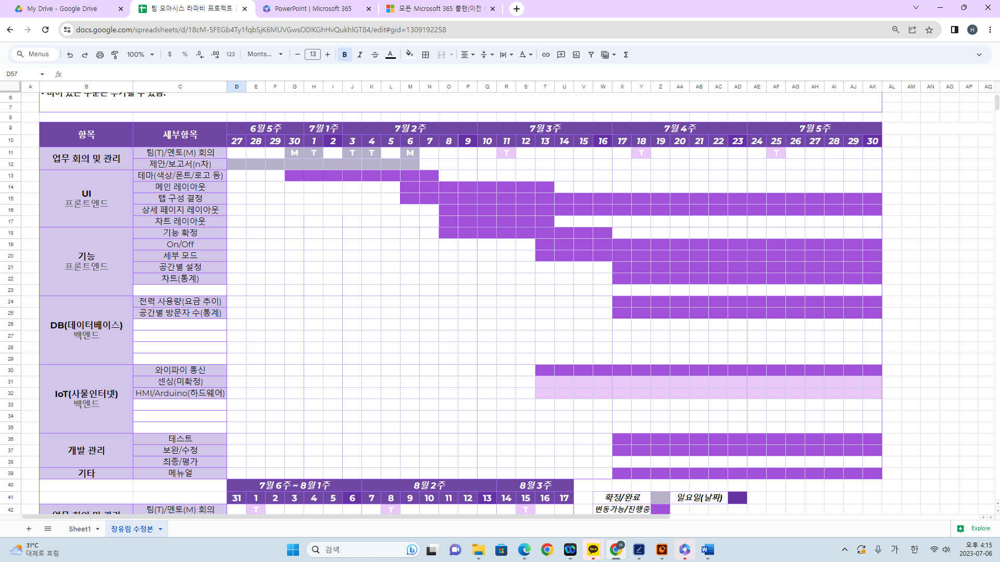 My Drive - Google Drive
팀 오아시스 라파비 프로젝트
PowerPoint | Microsoft 365
모든 Microsoft 365 플랜(이전
docs.google.com/spreadsheets/d/18cM-5FEGb4Ty1fqbSjK6MUVGwsO0IKGhHvQukhlGT84/edit#gid=1309192258
H
Menus 100% $ % .0 .00 123 Monts... 13 B I A
D57 fx
A B C D E F G H I J K L M N O P Q R S T U V W X Y Z AA AB AC AD AE AF AG AH AI AJ AK AL AM AN AO AP AQ
6 - 비어 있는 부분은 추가될 수 있음.
7
8
9 항목 세부항목 6월 5주 7월 1주 7월 2주 7월 3주 7월 4주 7월 5주
10 27 28 29 30 1 2 3 4 5 6 7 8 9 10 11 12 13 14 15 16 17 18 19 20 21 22 23 24 25 26 27 28 29 30
11 업무 회의 및 관리 팀(T)/멘토(M) 회의 M T T T M T T T
12 제안/보고서(n차)
13 테마(색상/폰트/로고 등)
14 메인 레이아웃
UI
15 탭 구성 결정
프론트엔드
16 상세 페이지 레이아웃
17 차트 레이아웃
18 기능 확정
19 On/Off
20 기능 세부 모드
21 프론트엔드 공간별 설정
22 차트(통계)
23
24 전력 사용량(요금 추이)
25 공간별 방문자 수(통계)
26 DB(데이터베이스)
27 백엔드
28
29
30 와이파이 통신
31 센싱(미확정)
32 IoT(사물인터넷) HMI/Arduino(하드웨어)
33 백엔드
34
35
36 테스트
37 개발 관리 보완/수정
38 최종/평가
39 기타 메뉴얼
40 7월 6주 ~ 8월 1주 8월 2주 8월 3주
41 31 1 2 3 4 5 6 7 8 9 10 11 12 13 14 15 16 17 확정/완료 일요일(날짜)
42 업무 회의 및 관리 팀(T)/멘토(M) 회의 T T T 변동가능/진행중
Sheet1 장유림 수정본 Explore
31°C
대체로 흐림
검색
TALK
H
가 한
오후 4:15
2023-07-06